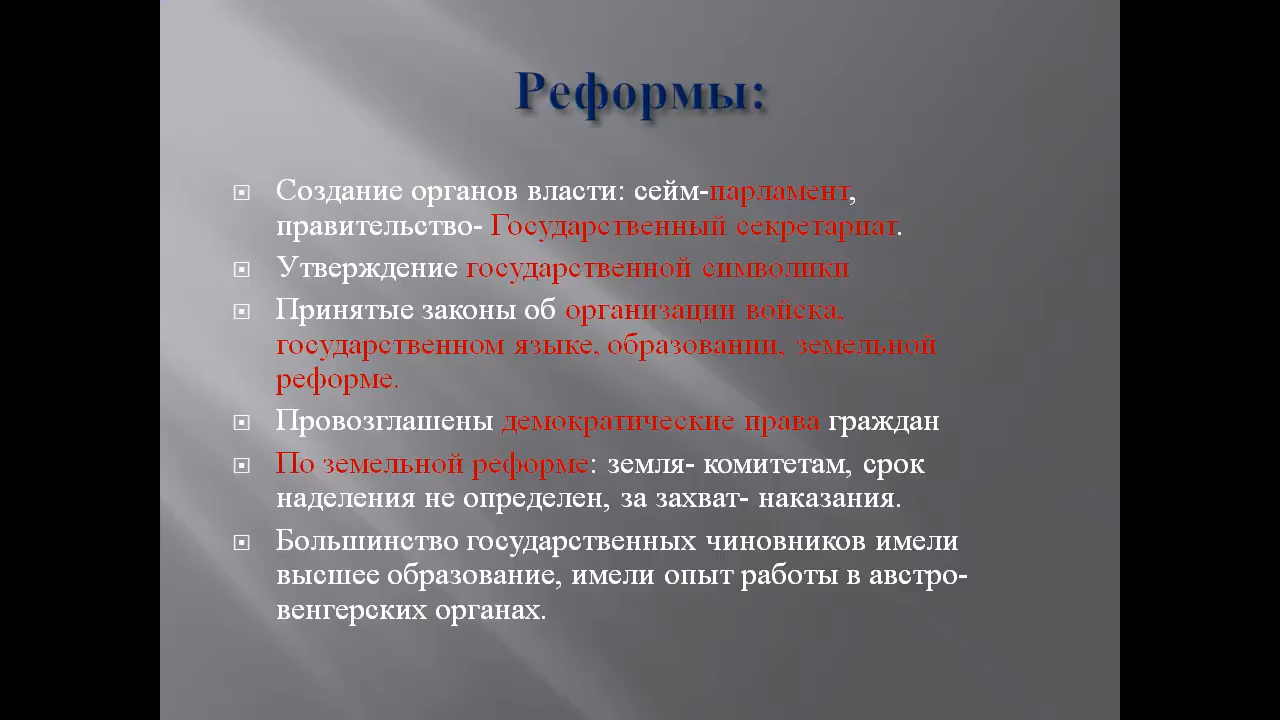 Реформы:
Создание органов власти: сейм-парламент,
правительство- Государственный секретариат.
Утверждение государственной символики
Принятые законы об организации войска,
государственном языке, образовании, земельной
реформе.
Провозглашены демократические права граждан
По земельной реформе: земля- комитетам, срок
наделения не определен, за захват- наказания.
Большинство государственных чиновников имели
высшее образование, имели опыт работы в австро-
венгерских органах.